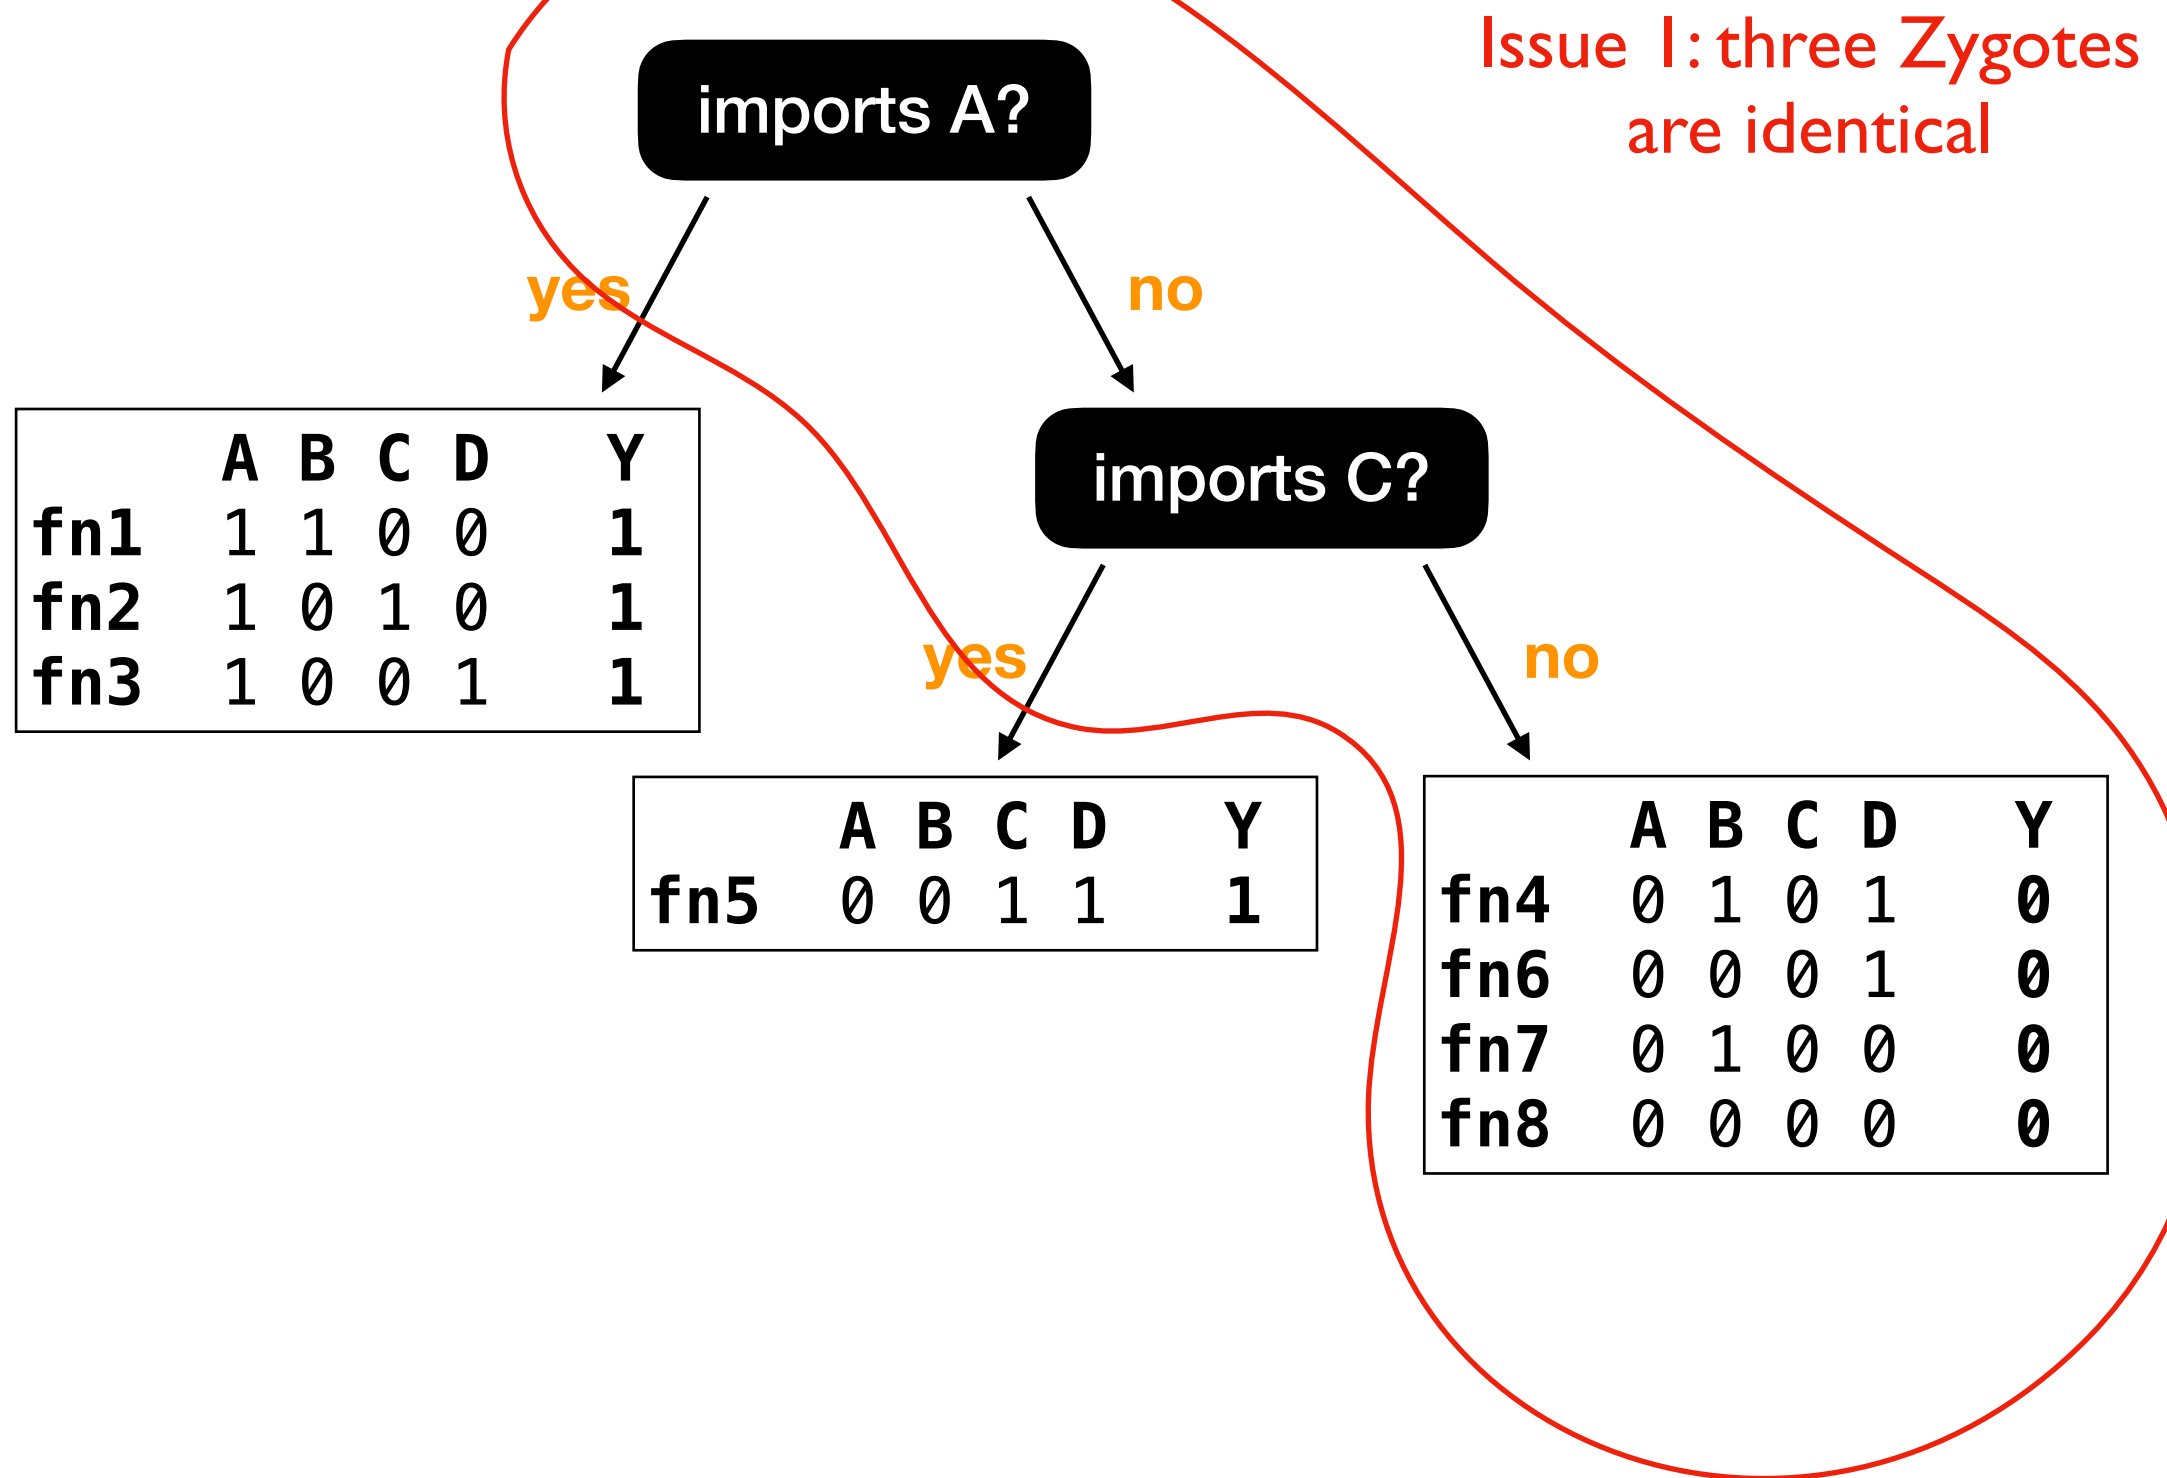 Issue 1: three Zygotes
are identical
imports A?
yes
no
A B C D Y
fn1 1 1 0 0 1
fn2 1 0 1 0 1
fn3 1 0 0 1 1
imports C?
yes
no
A B C D Y
fn5 0 0 1 1 1
A B C D Y
fn4 0 1 0 1 0
fn6 0 0 0 1 0
fn7 0 1 0 0 0
fn8 0 0 0 0 0